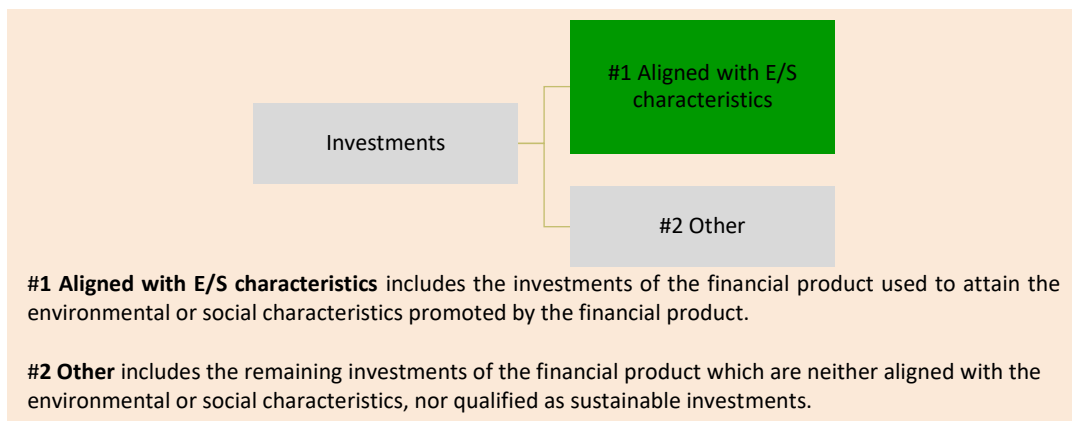 #1 Aligned with E/S
characteristics
Investments
#2 Other
#1 Aligned with E/S characteristics includes the investments of the financial product used to attain the
environmental or social characteristics promoted by the financial product.
#2 Other includes the remaining investments of the financial product which are neither aligned with the
environmental or social characteristics, nor qualified as sustainable investments.